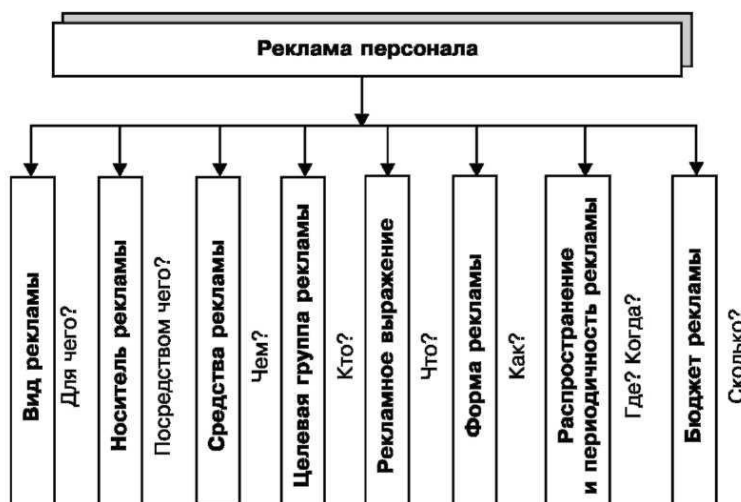 Реклама персонала
Вид рекламы
Для чего?
Носитель рекламы
Посредством чего?
Средства рекламы
Чем?
Целевая группа рекламы
Кто?
Рекламное выражение
Что?
Форма рекламы
Как?
Распространение
и периодичность рекламы
Где? Когда?
Бюджет рекламы
Сколько?